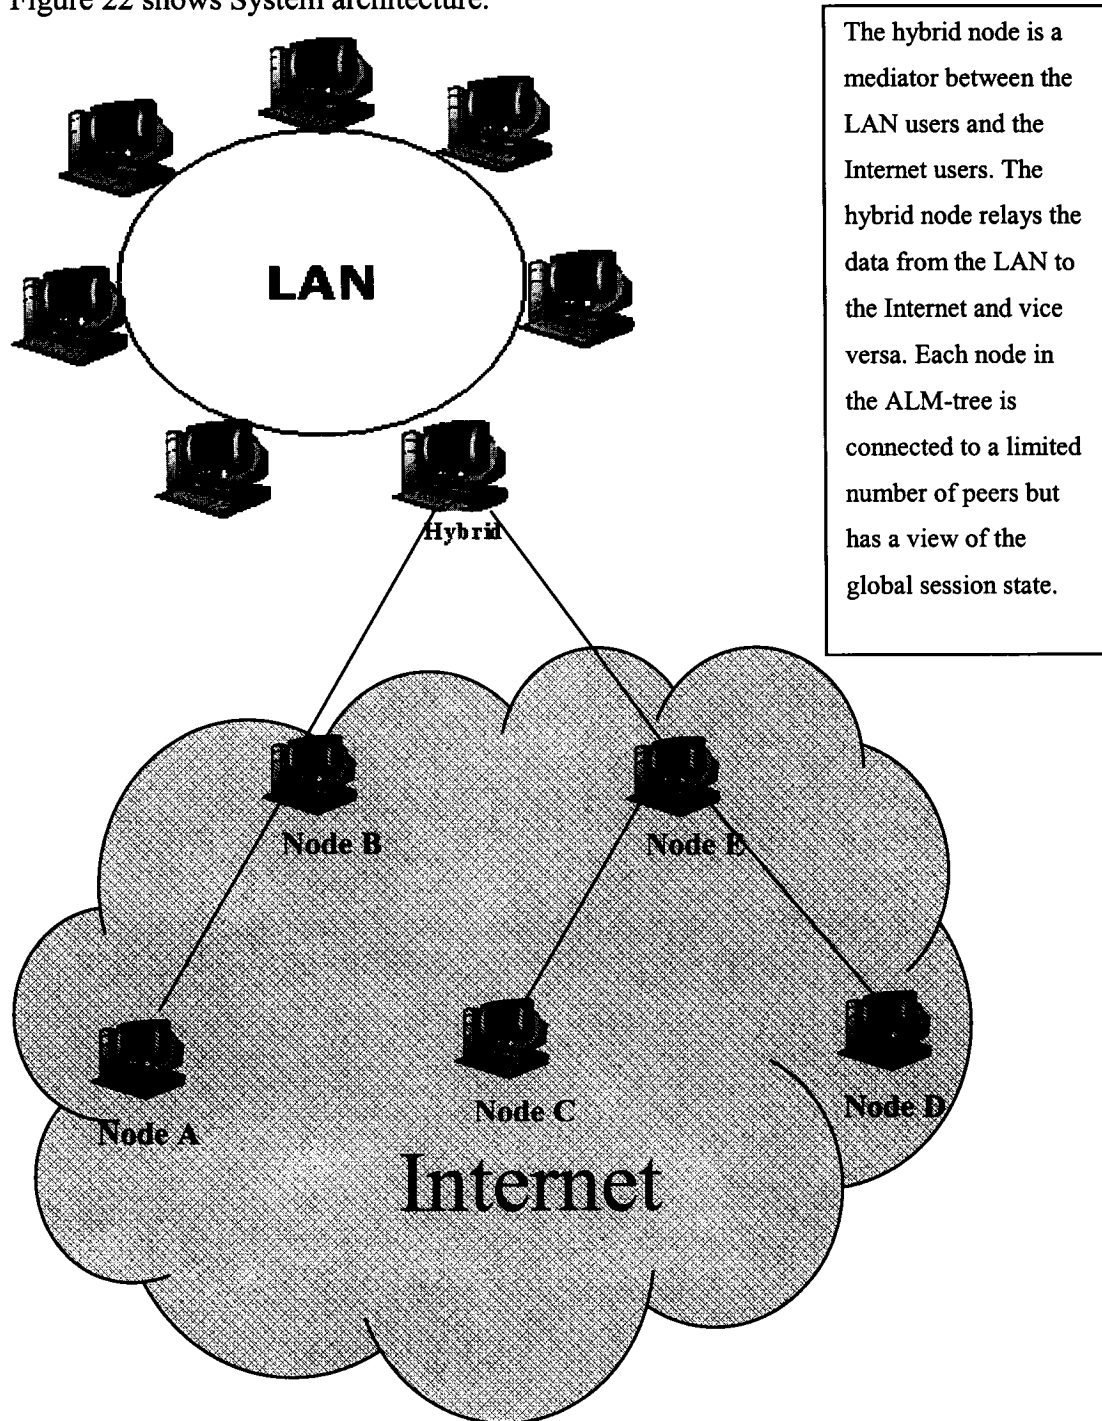 Figure 22 shows System architecture.
The hybrid node is a
mediator between the
LAN users and the
Internet users. The
hybrid node relays the
data from the LAN to
the Internet and vice
versa. Each node in
the ALM-tree is
connected to a limited
number of peers but
has a view of the
global session state.
LAN
Hybrid
Node B
Node E
Node A
Node C
Node D
Internet